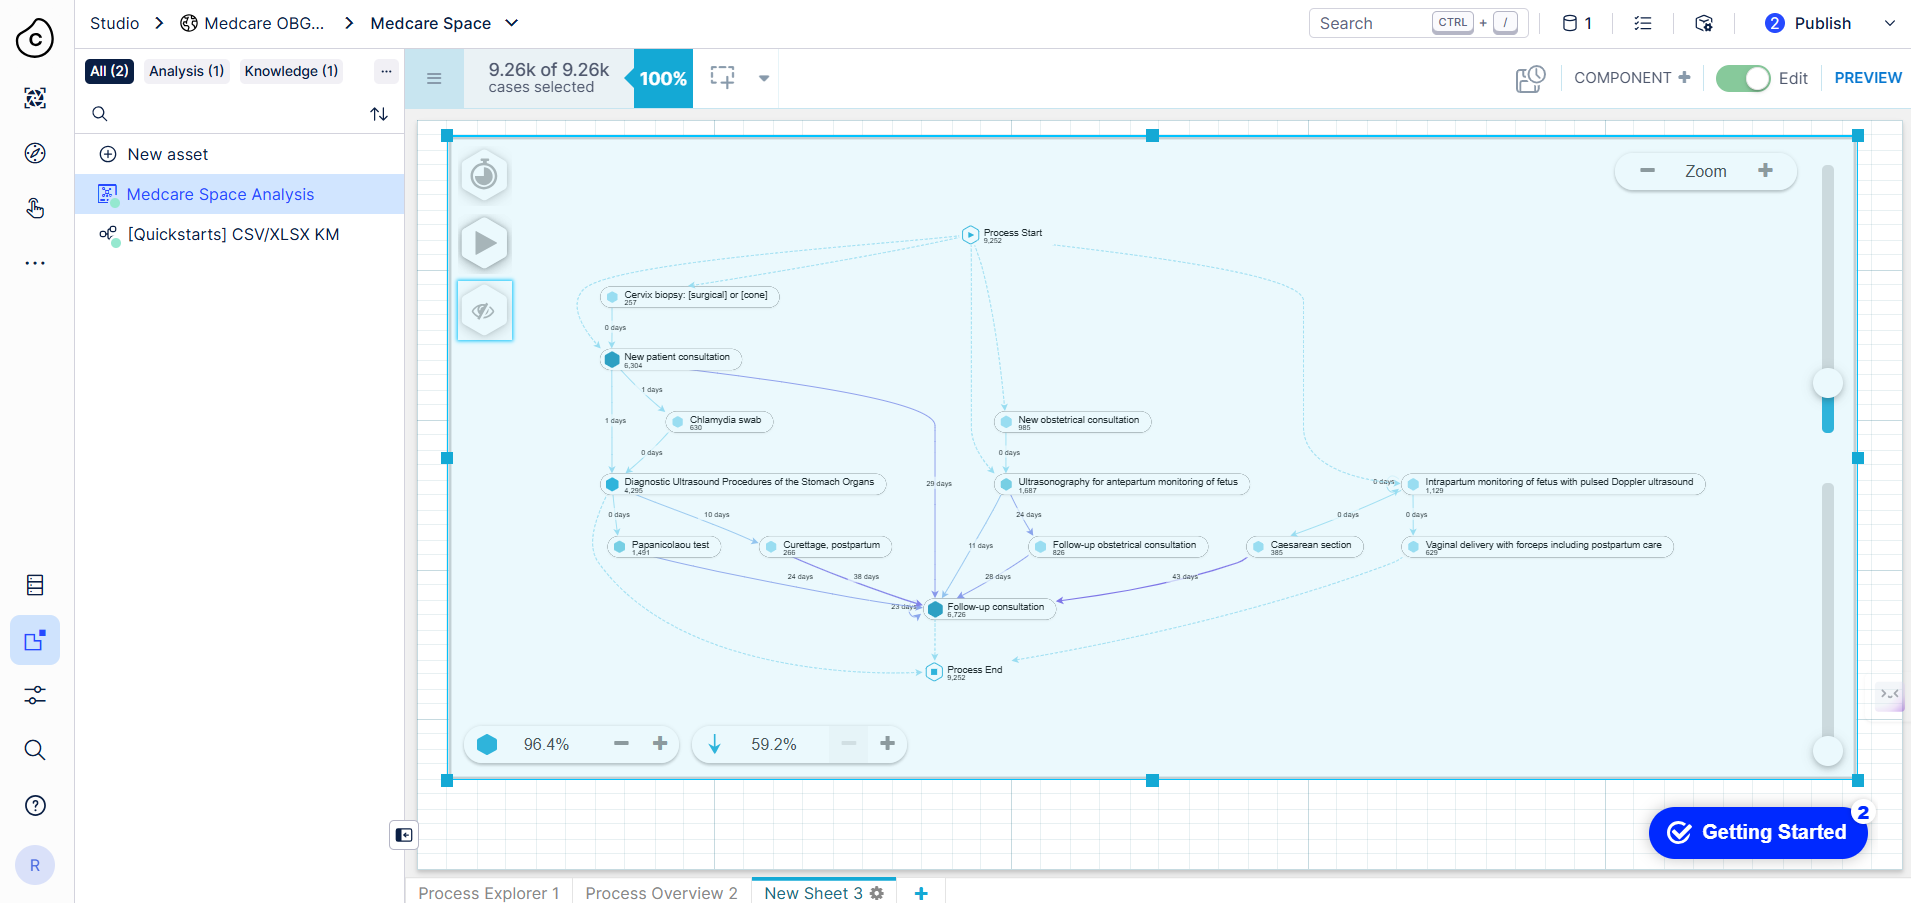 C
Studio
Medcare OBG...
Medcare Space
Search
CTRL + /
1
2 Publish
All (2)
Analysis (1)
Knowledge (1)
...
9.26k of 9.26k
cases selected
100%
COMPONENT +
Edit
PREVIEW
New asset
Medcare Space Analysis
[Quickstarts] CSV/XLSX KM
Zoom
Process Start
9,252
Cervix biopsy: [surgical] or [cone]
257
0 days
New patient consultation
6,304
1 days
1 days
Chlamydia swab
630
New obstetrical consultation
985
0 days
0 days
29 days
Diagnostic Ultrasound Procedures of the Stomach Organs
4,295
Ultrasonography for antepartum monitoring of fetus
1,687
0 days
Intrapartum monitoring of fetus with pulsed Doppler ultrasound
1,129
0 days
10 days
24 days
0 days
0 days
Papanicolaou test
1,491
Curettage, postpartum
266
11 days
Follow-up obstetrical consultation
826
Caesarean section
385
Vaginal delivery with forceps including postpartum care
629
24 days
38 days
28 days
43 days
23 days
Follow-up consultation
6,726
Process End
9,252
96.4%
59.2%
R
2
Getting Started
Process Explorer 1
Process Overview 2
New Sheet 3